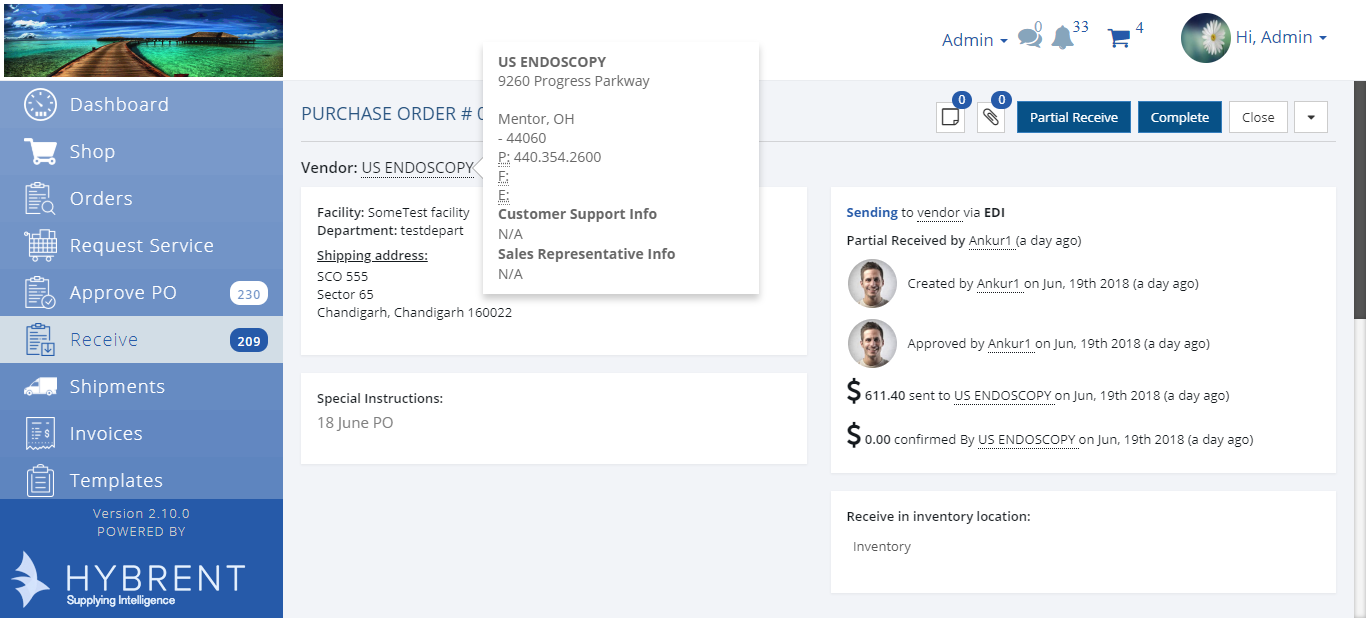 Admin
0
33
4
Hi, Admin
Dashboard
Shop
Orders
Request Service
Approve PO 230
Receive 209
Shipments
Invoices
Templates
Version 2.10.0
POWERED BY
HYBRENT
Supplying Intelligence
PURCHASE ORDER # 0
0
0
Partial Receive
Complete
Close
Vendor: US ENDOSCOPY
US ENDOSCOPY
9260 Progress Parkway
Mentor, OH
- 44060
P: 440.354.2600
F:
E:
Customer Support Info
N/A
Sales Representative Info
N/A
Facility: SomeTest facility
Department: testdepart
Shipping address:
SCO 555
Sector 65
Chandigarh, Chandigarh 160022
Special Instructions:
18 June PO
Sending to vendor via EDI
Partial Received by Ankur1 (a day ago)
Created by Ankur1 on Jun, 19th 2018 (a day ago)
Approved by Ankur1 on Jun, 19th 2018 (a day ago)
$ 611.40 sent to US ENDOSCOPY on Jun, 19th 2018 (a day ago)
$ 0.00 confirmed By US ENDOSCOPY on Jun, 19th 2018 (a day ago)
Receive in inventory location:
Inventory